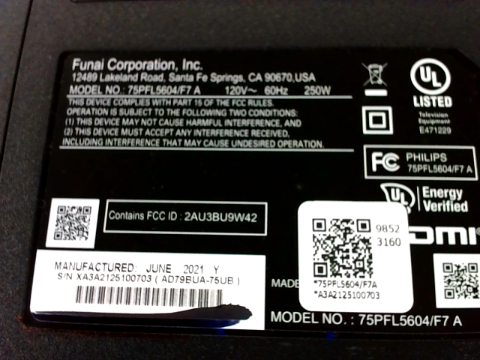 Funai Corporation, Inc.
12489 Lakeland Road, Santa Fe Springs, CA 90670,USA
MODEL NO.: 75PFL5604/F7 A 120V~ 60Hz 250W
THIS DEVICE COMPLIES WITH PART 15 OF THE FCC RULES.
OPERATION IS SUBJECT TO THE FOLLOWING TWO CONDITIONS:
(1) THIS DEVICE MAY NOT CAUSE HARMFUL INTERFERENCE, AND
(2) THIS DEVICE MUST ACCEPT ANY INTERFERENCE RECEIVED,
INCLUDING INTERFERENCE THAT MAY CAUSE UNDESIRED OPERATION.
UL
LISTED
Television
Equipment
E471229
FC PHILIPS
75PFL5604/F7 A
UL Energy
Verified
Contains FCC ID : 2AU3BU9W42
9852
3160
DMI
MANUFACTURED: JUNE 2021 Y
S/N XA3A2125100703 ( AD79BUA-75UB )
MADE
*75PFL5604/F7A
*A3A2125100703
MODEL NO. : 75PFL5604/F7 A